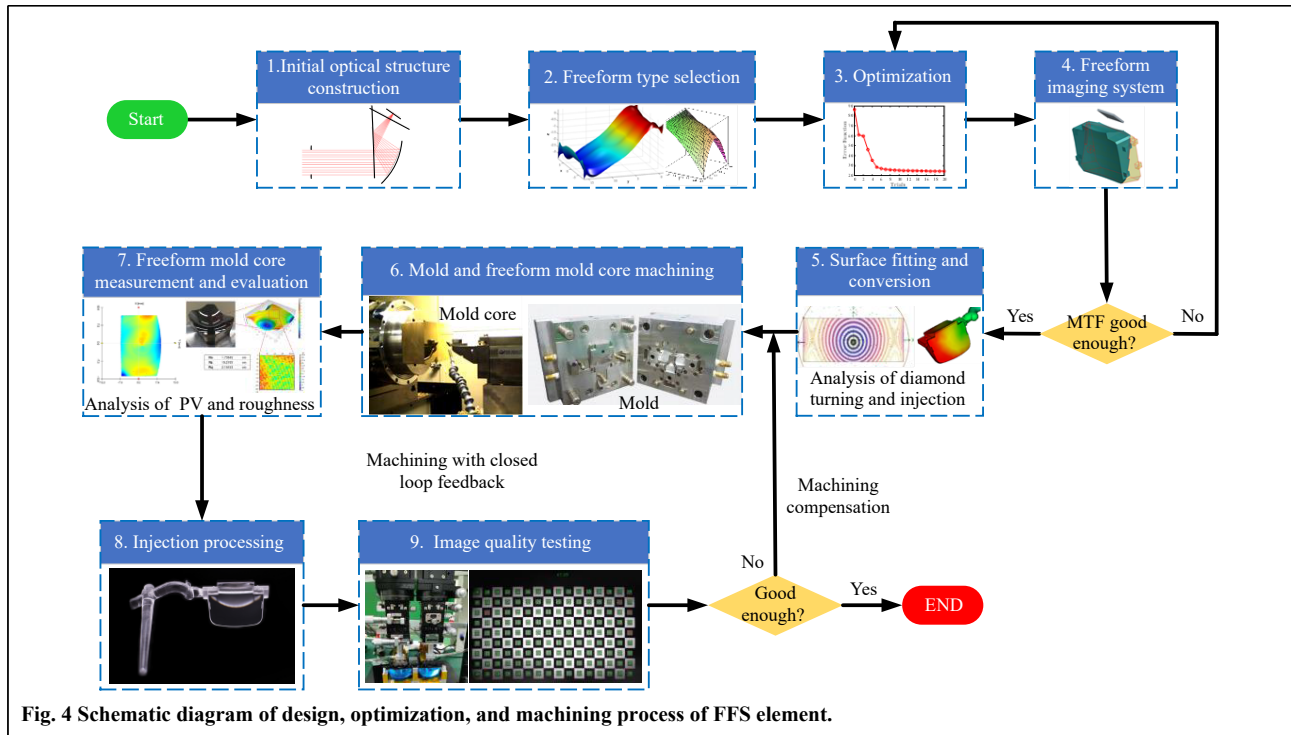 1.Initial optical structure
construction
2. Freeform type selection
3. Optimization
4. Freeform
imaging system
Start
Trials
7. Freeform mold core
measurement and evaluation
6. Mold and freeform mold core machining
5. Surface fitting and
conversion
Mold core
Mold
Yes
MTF good
enough?
No
Analysis of PV and roughness
Analysis of diamond
turning and injection
Machining with closed
loop feedback
Machining
compensation
8. Injection processing
9. Image quality testing
No
Good
enough?
Yes
END
Fig. 4 Schematic diagram of design, optimization, and machining process of FFS element.